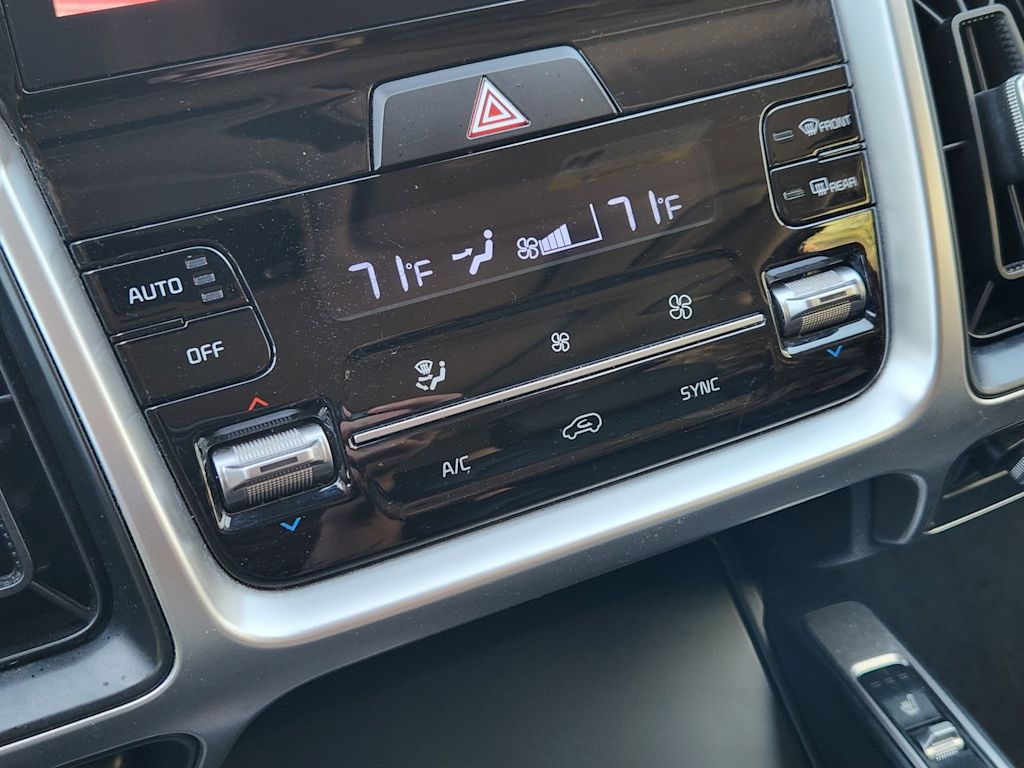 FRONT
REAR
71°F 71°F
AUTO
OFF
SYNC
A/C